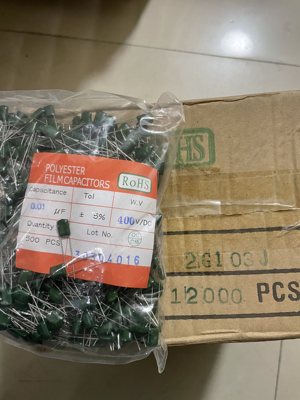 POLYESTER
FILM CAPACITORS
RoHS
Capacitance Tol W.V
0.01 μF ± 5% 400 V/DC
Quantity Lot No.
500 PCS
HS
2G103J
12000 PCS